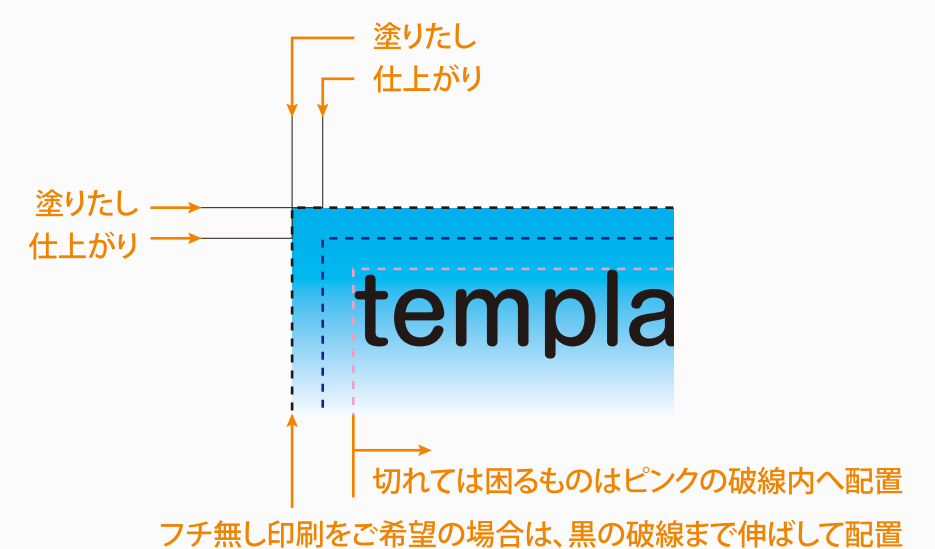 塗りたし
仕上がり
塗りたし
仕上がり
templa
切れては困るものはピンクの破線内へ配置
フチ無し印刷をご希望の場合は、黒の破線まで伸ばして配置